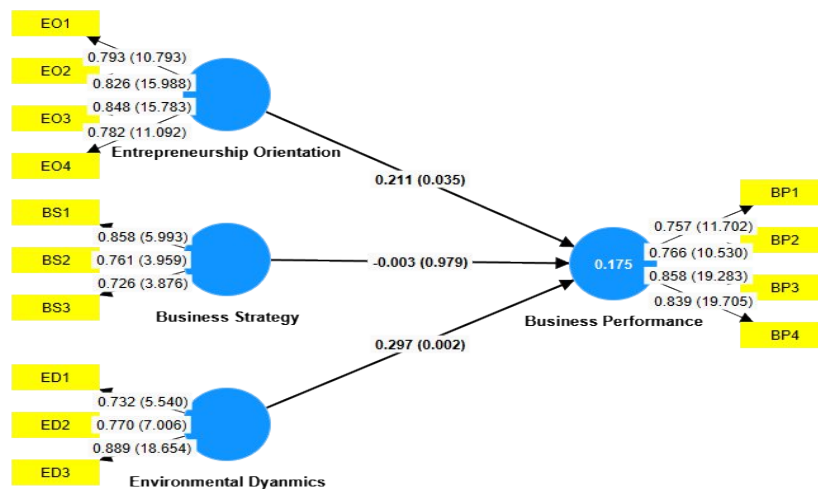 EO1
0.793 (10.793)
EO2
0.826 (15.988)
0.848 (15.783)
EO3
0.782 (11.092)
EO4
Entrepreneurship Orientation
0.211 (0.035)
BS1
0.858 (5.993)
BS2
0.761 (3.959)
0.726 (3.876)
BS3
Business Strategy
-0.003 (0.979)
ED1
0.732 (5.540)
ED2
0.770 (7.006)
0.889 (18.654)
ED3
Environmental Dyanmics
0.297 (0.002)
0.175
Business Performance
BP1
0.757 (11.702)
BP2
0.766 (10.530)
0.858 (19.283)
BP3
0.839 (19.705)
BP4